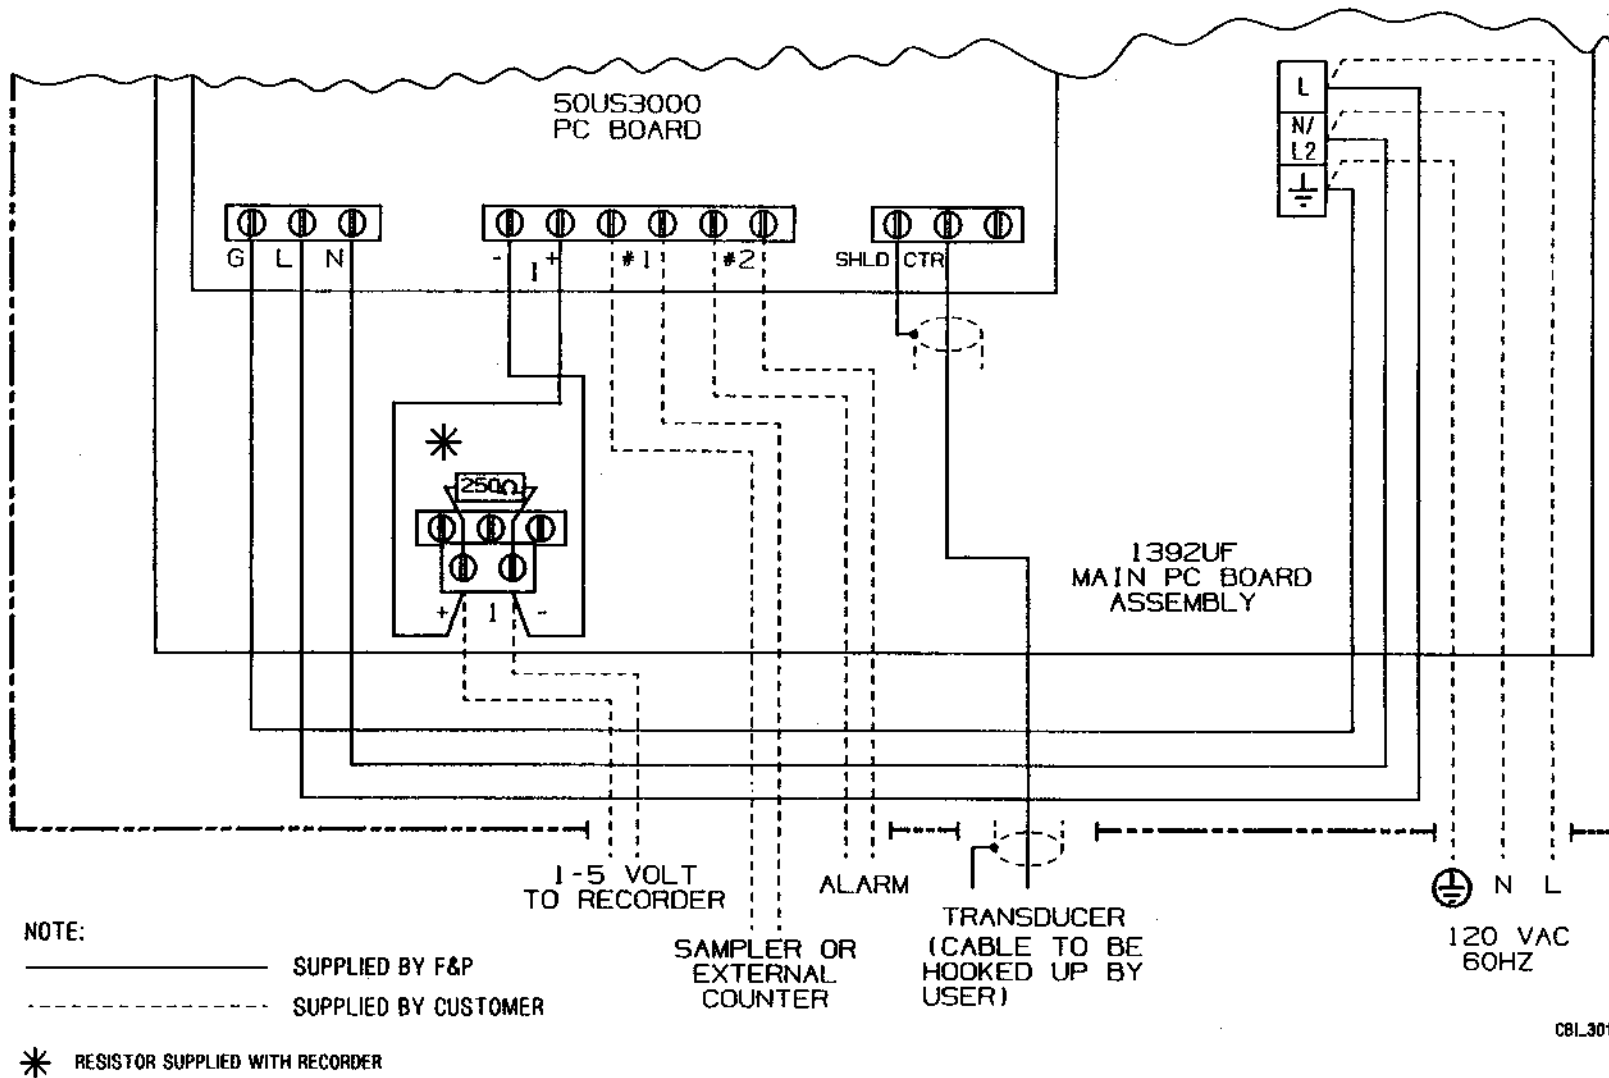 50US3000
PC BOARD
L
N/
L2
G L N
- 1 + #1 #2
SHLD CTR
250Ω
+ 1 -
1392UF
MAIN PC BOARD
ASSEMBLY
1-5 VOLT
TO RECORDER
ALARM
SAMPLER OR
EXTERNAL
COUNTER
TRANSDUCER
(CABLE TO BE
HOOKED UP BY
USER)
N L
120 VAC
60HZ
NOTE:
SUPPLIED BY F&P
SUPPLIED BY CUSTOMER
RESISTOR SUPPLIED WITH RECORDER
CBI_301